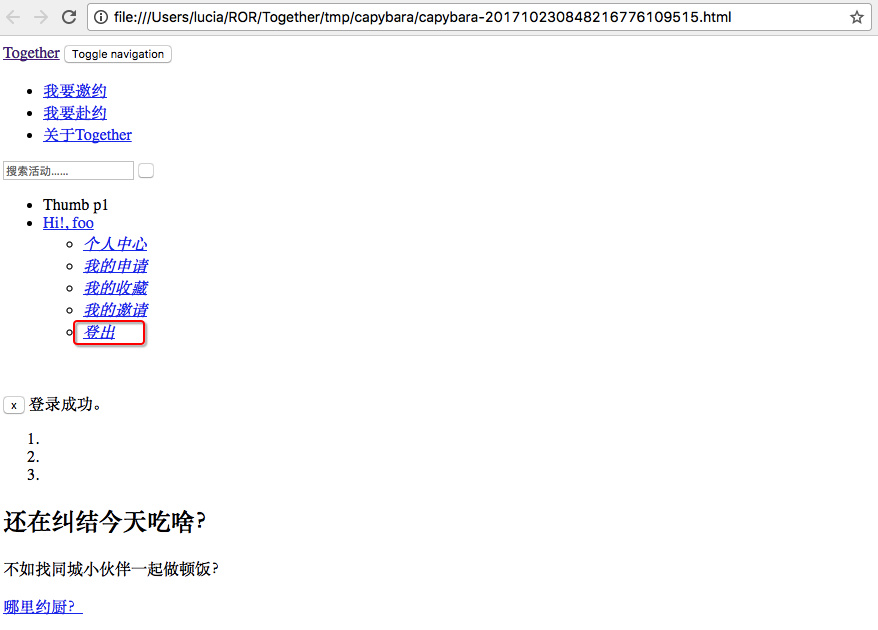 file:///Users/lucia/ROR/Together/tmp/capybara/capybara-201710230848216776109515.html
Together Toggle navigation
我要邀约
我要赴约
关于Together
搜索活动......
Thumb p1
Hi!, foo
个人中心
我的申请
我的收藏
我的邀请
登出
x 登录成功。
1.
2.
3.
还在纠结今天吃啥?
不如找同城小伙伴一起做顿饭?
哪里约厨?